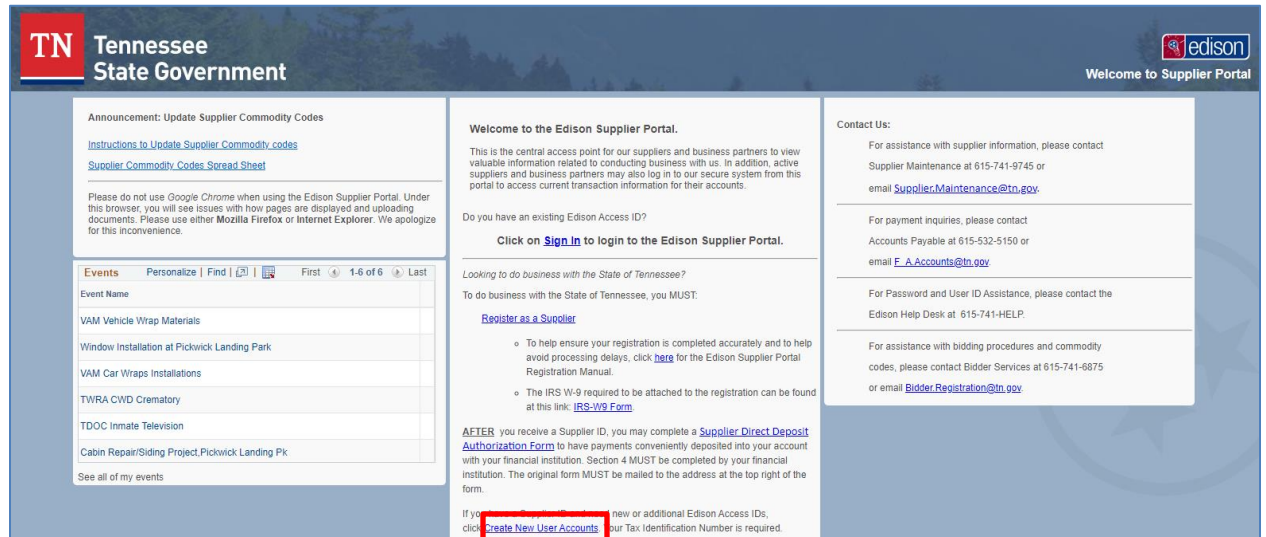 TN Tennessee
State Government
edison
Welcome to Supplier Portal
Announcement: Update Supplier Commodity Codes
Instructions to Update Supplier Commodity codes
Supplier Commodity Codes Spread Sheet
Please do not use Google Chrome when using the Edison Supplier Portal. Under
this browser, you will see issues with how pages are displayed and uploading
documents. Please use either Mozilla Firefox or Internet Explorer. We apologize
for this inconvenience.
Events Personalize | Find | | First 1-6 of 6 Last
Event Name
VAM Vehicle Wrap Materials
Window Installation at Pickwick Landing Park
VAM Car Wraps Installations
TWRA CWD Crematory
TDOC Inmate Television
Cabin Repair/Siding Project,Pickwick Landing Pk
See all of my events
Welcome to the Edison Supplier Portal.
This is the central access point for our suppliers and business partners to view
valuable information related to conducting business with us. In addition, active
suppliers and business partners may also log in to our secure system from this
portal to access current transaction information for their accounts.
Do you have an existing Edison Access ID?
Click on Sign In to login to the Edison Supplier Portal.
Looking to do business with the State of Tennessee?
To do business with the State of Tennessee, you MUST:
Register as a Supplier
o To help ensure your registration is completed accurately and to help
avoid processing delays, click here for the Edison Supplier Portal
Registration Manual.
o The IRS W-9 required to be attached to the registration can be found
at this link: IRS-W9 Form.
AFTER you receive a Supplier ID, you may complete a Supplier Direct Deposit
Authorization Form to have payments conveniently deposited into your account
with your financial institution. Section 4 MUST be completed by your financial
institution. The original form MUST be mailed to the address at the top right of the
form.
If you have a Supplier ID and need new or additional Edison Access IDs,
click Create New User Accounts. Your Tax Identification Number is required.
Contact Us:
For assistance with supplier information, please contact
Supplier Maintenance at 615-741-9745 or
email Supplier.Maintenance@tn.gov.
For payment inquiries, please contact
Accounts Payable at 615-532-5150 or
email F_A.Accounts@tn.gov.
For Password and User ID Assistance, please contact the
Edison Help Desk at 615-741-HELP.
For assistance with bidding procedures and commodity
codes, please contact Bidder Services at 615-741-6875
or email Bidder.Registration@tn.gov.